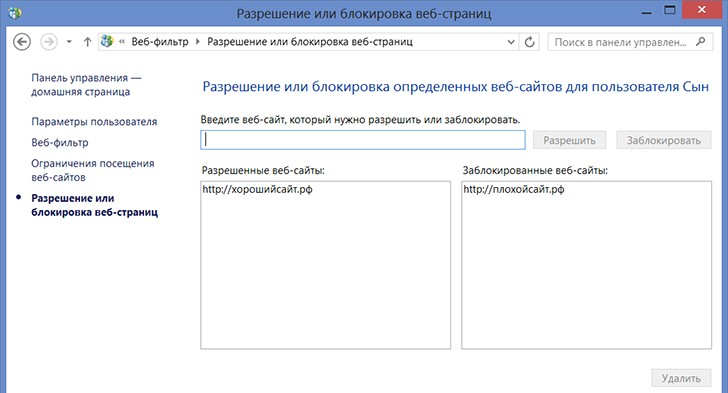 Разрешение или блокировка веб-страниц
« Веб-фильтр Разрешение или блокировка веб-страниц
Поиск в панели управлен...
Панель управления —
домашняя страница
Параметры пользователя
Веб-фильтр
Ограничения посещения
веб-сайтов
Разрешение или
блокировка веб-страниц
Разрешение или блокировка определенных веб-сайтов для пользователя Сын
Введите веб-сайт, который нужно разрешить или заблокировать.
Разрешить
Заблокировать
Разрешенные веб-сайты:
http://хорошийсайт.рф
Заблокированные веб-сайты:
http://плохойсайт.рф
Удалить